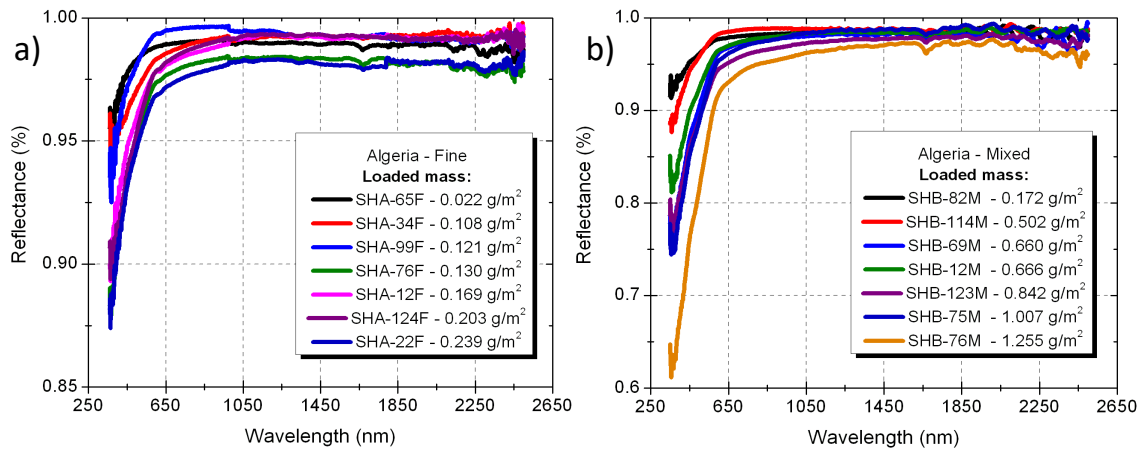 a)
1.00
0.95
0.90
0.85
Reflectance (%)
Algeria - Fine
Loaded mass:
SHA-65F - 0.022 g/m²
SHA-34F - 0.108 g/m²
SHA-99F - 0.121 g/m²
SHA-76F - 0.130 g/m²
SHA-12F - 0.169 g/m²
SHA-124F - 0.203 g/m²
SHA-22F - 0.239 g/m²
250 650 1050 1450 1850 2250 2650
Wavelength (nm)
b)
1.0
0.9
0.8
0.7
0.6
Reflectance (%)
Algeria - Mixed
Loaded mass:
SHB-82M - 0.172 g/m²
SHB-114M - 0.502 g/m²
SHB-69M - 0.660 g/m²
SHB-12M - 0.666 g/m²
SHB-123M - 0.842 g/m²
SHB-75M - 1.007 g/m²
SHB-76M - 1.255 g/m²
250 650 1050 1450 1850 2250 2650
Wavelength (nm)